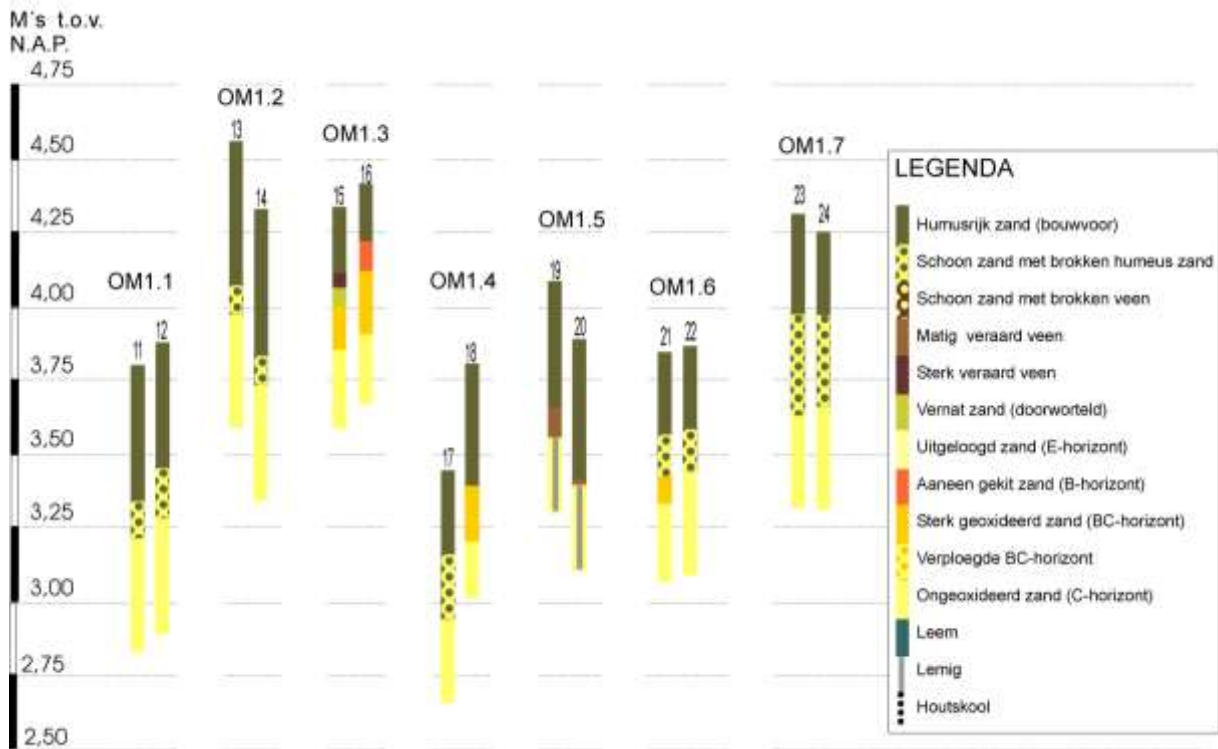 M's t.o.v.
N.A.P.
4,75
4,50
4,25
4,00
3,75
3,50
3,25
3,00
2,75
2,50
OM1.1
11
12
OM1.2
13
14
OM1.3
15
16
OM1.4
17
18
OM1.5
19
20
OM1.6
21
22
OM1.7
23
24
LEGENDA
Humusrijk zand (bouwvoor)
Schoon zand met brokken humeus zand
Schoon zand met brokken veen
Matig veraard veen
Sterk veraard veen
Vernat zand (doorworteld)
Uitgeloogd zand (E-horizont)
Aaneen gekit zand (B-horizont)
Sterk geoxideerd zand (BC-horizont)
Verploegde BC-horizont
Ongeoxideerd zand (C-horizont)
Leem
Lemig
Houtskool